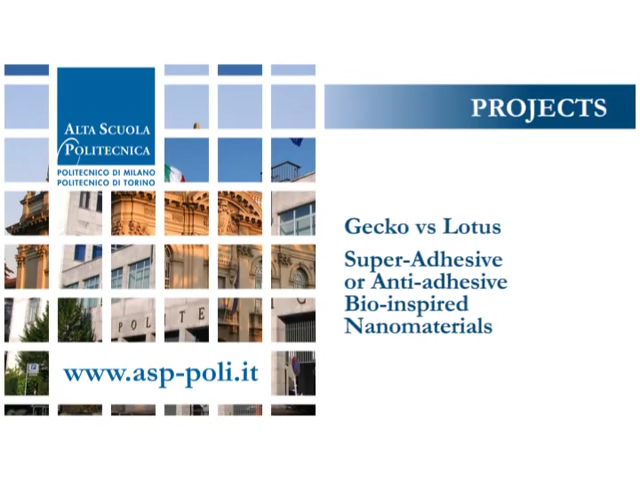 ALTA SCUOLA
POLITECNICA
POLITECNICO DI MILANO
POLITECNICO DI TORINO
POLITE
C
www.asp-poli.it
PROJECTS
Gecko vs Lotus
Super-Adhesive
or Anti-adhesive
Bio-inspired
Nanomaterials